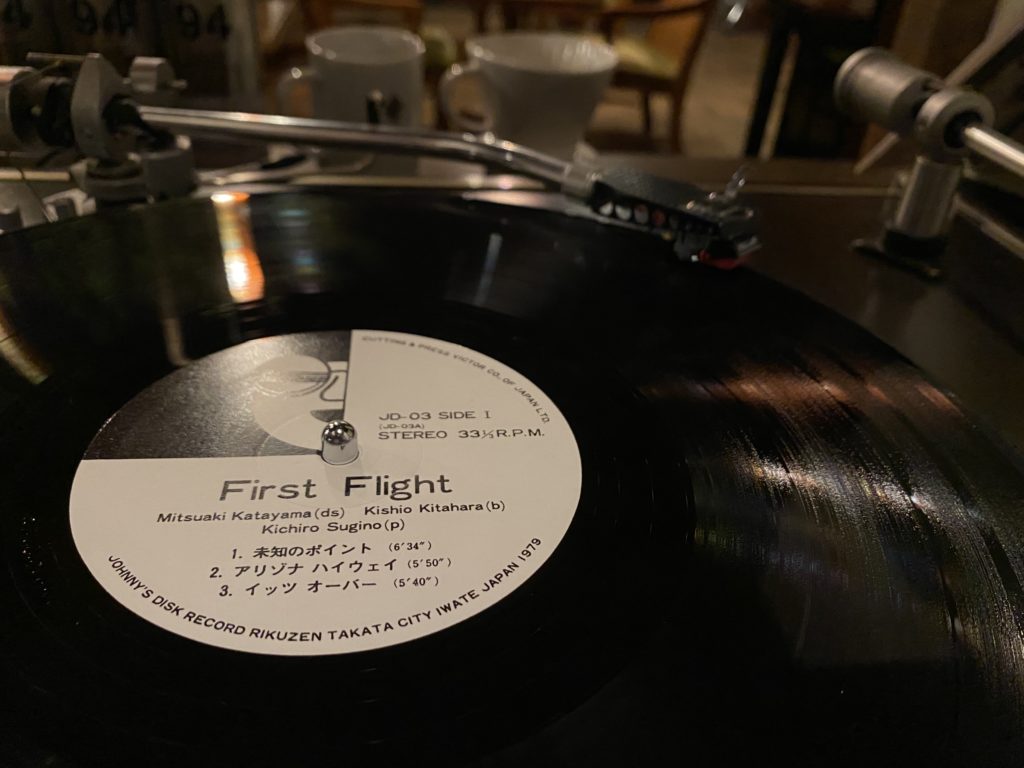 94
94
CUTTING & PRESS VICTOR CO., OF JAPAN LTD.
JD-03 SIDE I
(JD-03A)
STEREO 33⅓ R.P.M.
First Flight
Mitsuaki Katayama (ds) Kishio Kitahara (b)
Kichiro Sugino (p)
1. 未知のポイント (6'34")
2. アリゾナ ハイウェイ (5'50")
3. イッツ オーバー (5'40")
JOHNNY'S DISK RECORD RIKUZEN TAKATA CITY IWATE JAPAN 1979